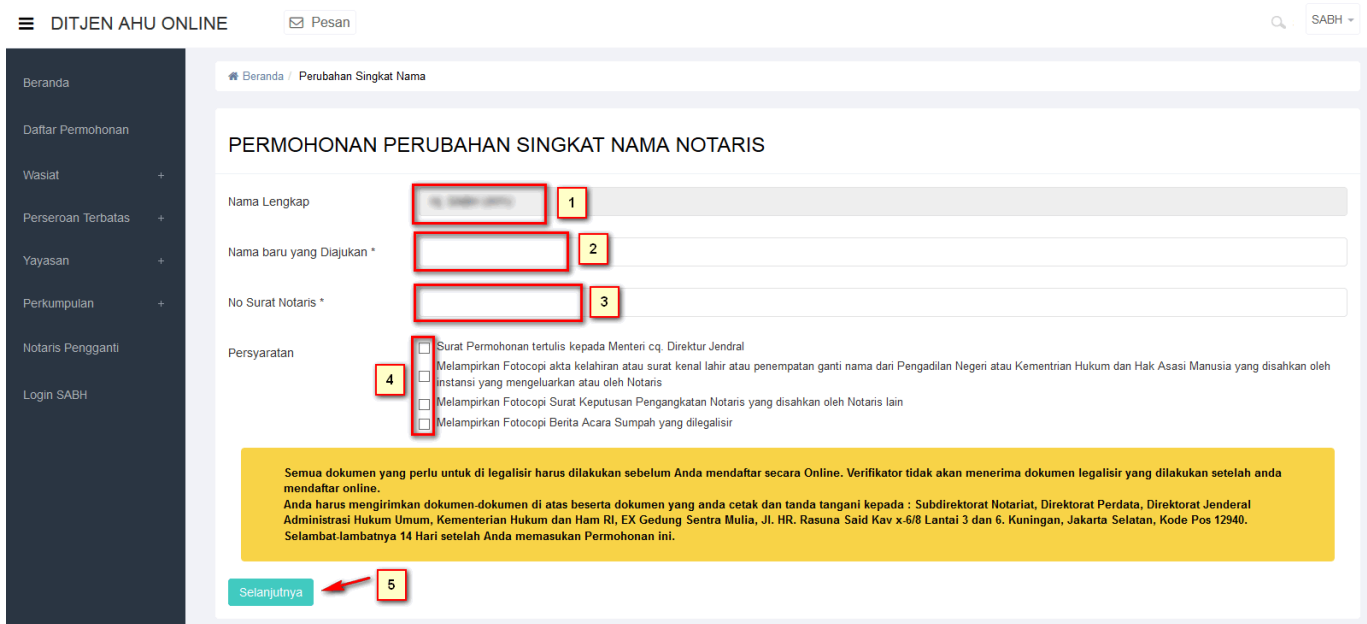 DITJEN AHU ONLINE
Pesan
SABH
Beranda
Daftar Permohonan
Wasiat +
Perseroan Terbatas +
Yayasan +
Perkumpulan +
Notaris Pengganti
Login SABH
Beranda / Perubahan Singkat Nama
PERMOHONAN PERUBAHAN SINGKAT NAMA NOTARIS
Nama Lengkap
1
Nama baru yang Diajukan *
2
No Surat Notaris *
3
Persyaratan
4
Surat Permohonan tertulis kepada Menteri cq. Direktur Jendral
Melampirkan Fotocopi akta kelahiran atau surat kenal lahir atau penempatan ganti nama dari Pengadilan Negeri atau Kementrian Hukum dan Hak Asasi Manusia yang disahkan oleh
instansi yang mengeluarkan atau oleh Notaris
Melampirkan Fotocopi Surat Keputusan Pengangkatan Notaris yang disahkan oleh Notaris lain
Melampirkan Fotocopi Berita Acara Sumpah yang dilegalisir
Semua dokumen yang perlu untuk di legalisir harus dilakukan sebelum Anda mendaftar secara Online. Verifikator tidak akan menerima dokumen legalisir yang dilakukan setelah anda
mendaftar online.
Anda harus mengirimkan dokumen-dokumen di atas beserta dokumen yang anda cetak dan tanda tangani kepada : Subdirektorat Notariat, Direktorat Perdata, Direktorat Jenderal
Administrasi Hukum Umum, Kementerian Hukum dan Ham RI, EX Gedung Sentra Mulia, Jl. HR. Rasuna Said Kav x-6/8 Lantai 3 dan 6. Kuningan, Jakarta Selatan, Kode Pos 12940.
Selambat-lambatnya 14 Hari setelah Anda memasukan Permohonan ini.
Selanjutnya
5